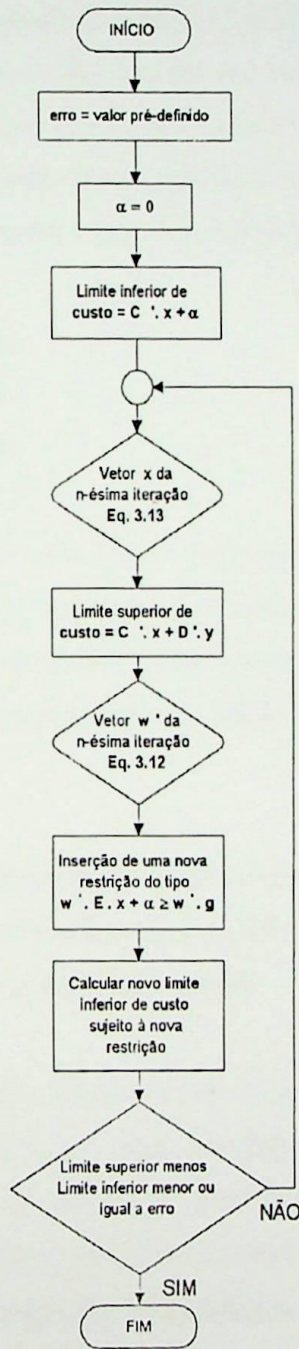 INÍCIO
erro = valor pré-definido
α = 0
Limite inferior de
custo = C '. x + α
Vetor x da
n-ésima iteração
Eq. 3.13
Limite superior de
custo = C '. x + D '. y
Vetor w ' da
n-ésima iteração
Eq. 3.12
Inserção de uma nova
restrição do tipo
w '. E . x + α ≥ w '. g
Calcular novo limite
inferior de custo
sujeito à nova
restrição
Limite superior menos
Limite inferior menor ou
igual a erro
NÃO
SIM
FIM